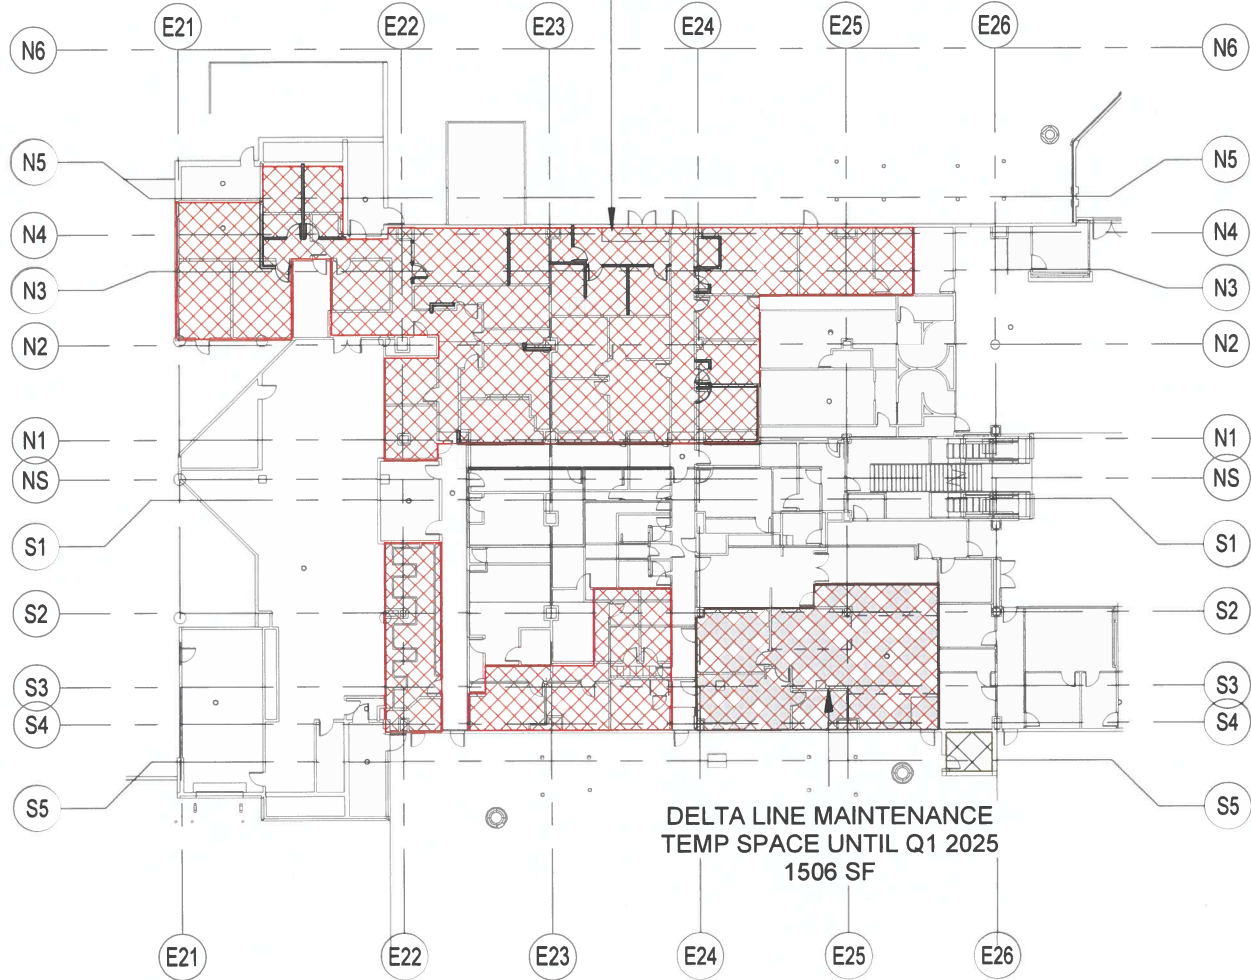 E21 E22 E23 E24 E25 E26
N6 N6
N5 N5
N4 N4
N3 N3
N2 N2
N1 N1
NS NS
S1 S1
S2 S2
S3 S3
S4 S4
S5 S5
DELTA LINE MAINTENANCE
TEMP SPACE UNTIL Q1 2025
1506 SF
E21 E22 E23 E24 E25 E26